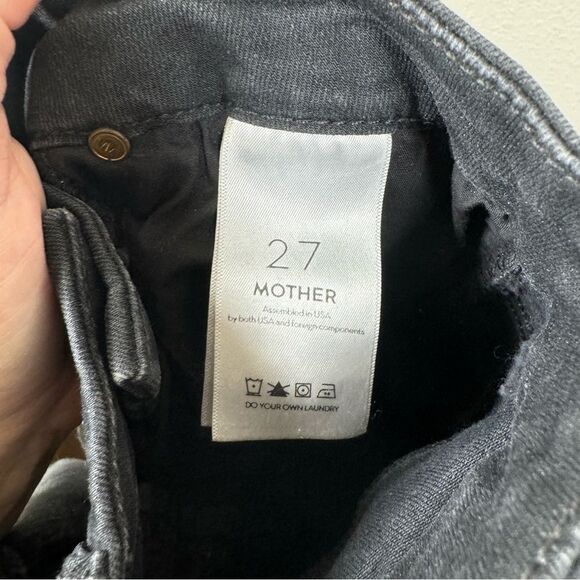 27
MOTHER
Assembled in USA
by both USA and foreign components
DO YOUR OWN LAUNDRY